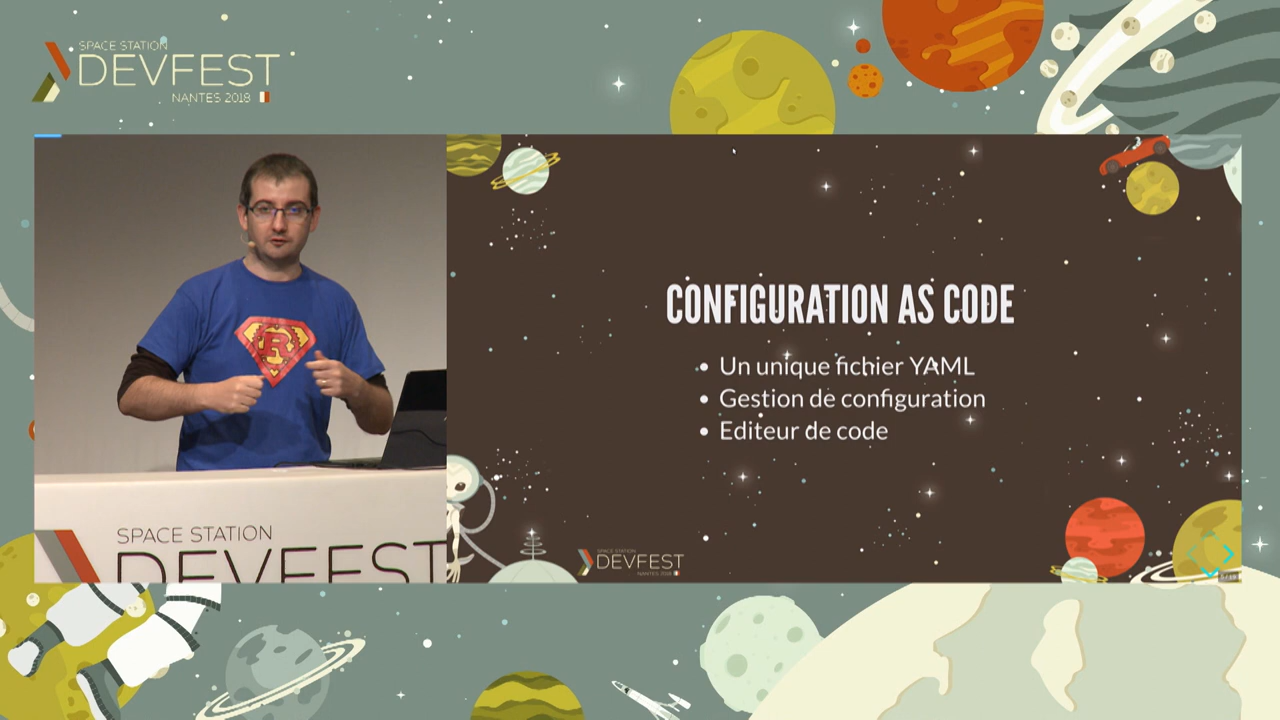 SPACE STATION
DEVFEST
NANTES 2018
R
CONFIGURATION AS CODE
Un unique fichier YAML
Gestion de configuration
Editeur de code
SPACE STATION
DEVFEST
SPACE STATION
DEVFEST
NANTES 2018